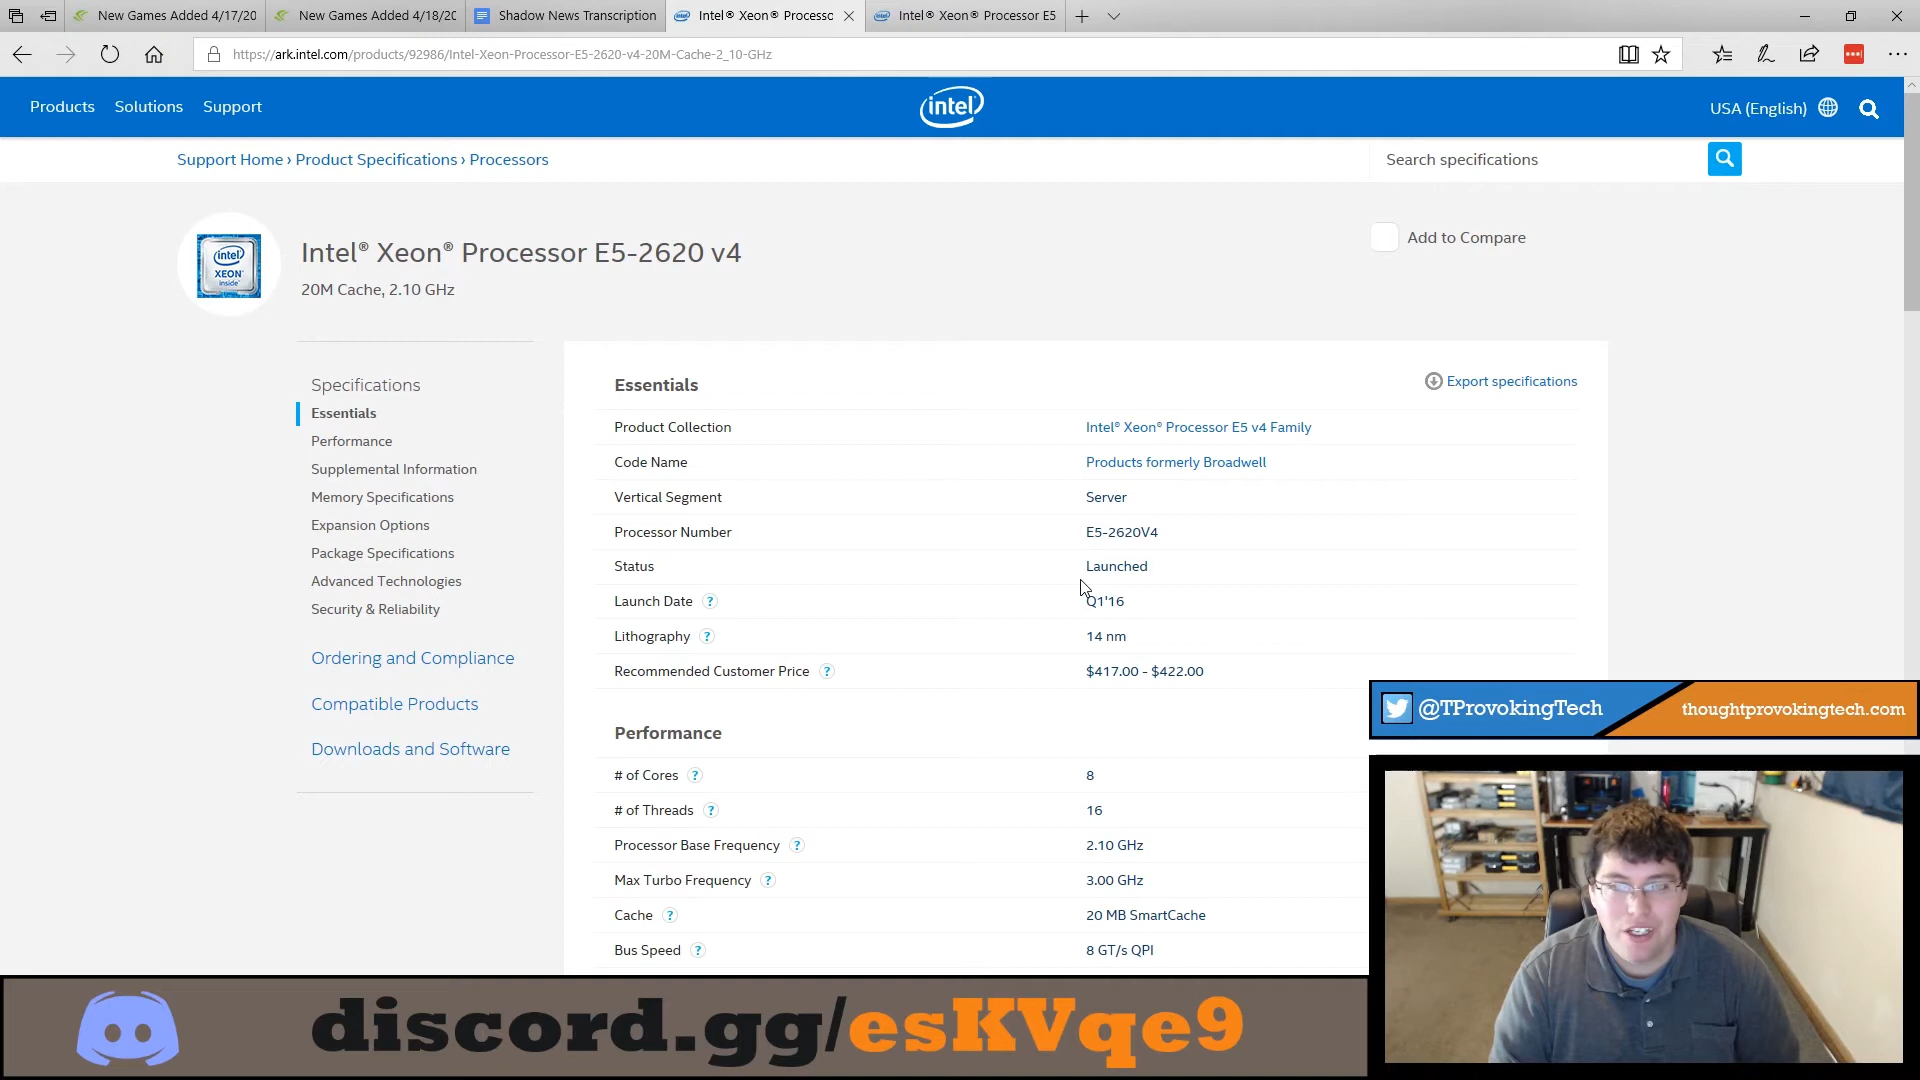 New Games Added 4/17/20
New Games Added 4/18/20
Shadow News Transcription
Intel® Xeon® Processo
Intel® Xeon® Processor E5
https://ark.intel.com/products/92986/Intel-Xeon-Processor-E5-2620-v4-20M-Cache-2_10-GHz
Products Solutions Support
intel
USA (English)
Support Home › Product Specifications › Processors
Search specifications
intel XEON inside
Intel® Xeon® Processor E5-2620 v4
20M Cache, 2.10 GHz
Add to Compare
Specifications
Essentials
Performance
Supplemental Information
Memory Specifications
Expansion Options
Package Specifications
Advanced Technologies
Security & Reliability
Ordering and Compliance
Compatible Products
Downloads and Software
Essentials
Export specifications
Product Collection Intel® Xeon® Processor E5 v4 Family
Code Name Products formerly Broadwell
Vertical Segment Server
Processor Number E5-2620V4
Status Launched
Launch Date ? Q1'16
Lithography ? 14 nm
Recommended Customer Price ? $417.00 - $422.00
Performance
# of Cores ? 8
# of Threads ? 16
Processor Base Frequency ? 2.10 GHz
Max Turbo Frequency ? 3.00 GHz
Cache ? 20 MB SmartCache
Bus Speed ? 8 GT/s QPI
@TProvokingTech
thoughtprovokingtech.com
discord.gg/esKVqe9